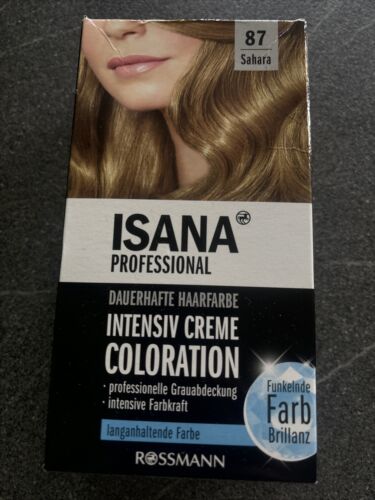 87
Sahara
ISANA
PROFESSIONAL
DAUERHAFTE HAARFARBE
INTENSIV CREME
COLORATION
· professionelle Grauabdeckung
· intensive Farbkraft
langanhaltende Farbe
Funkelnde
Farb
Brillanz
ROSSMANN